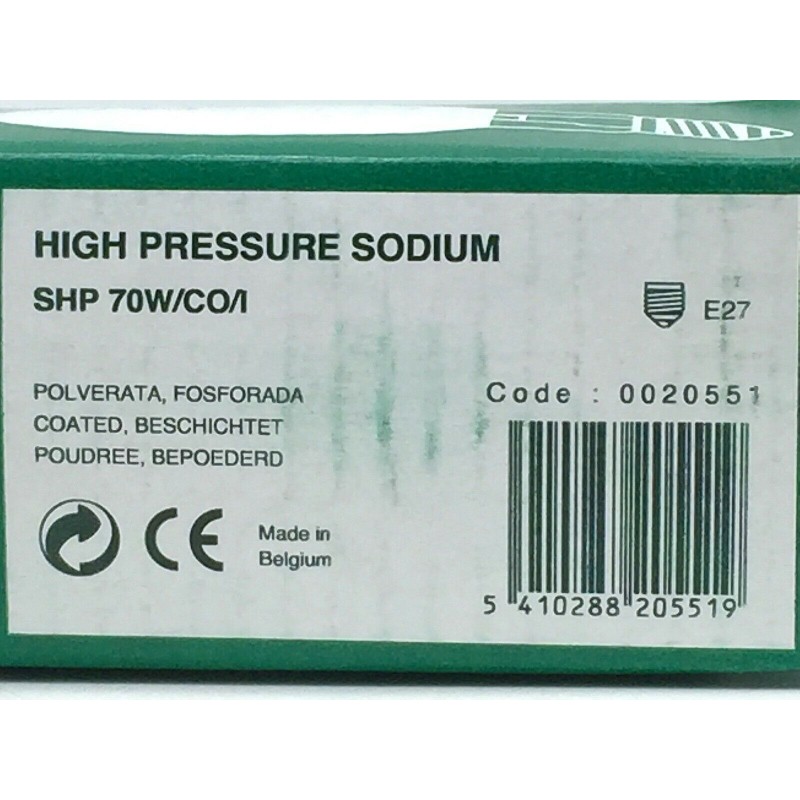 HIGH PRESSURE SODIUM
SHP 70W/CO/I
E27
POLVERATA, FOSFORADA
COATED, BESCHICHTET
POUDREE, BEPOEDERD
Code : 0020551
CE
Made in
Belgium
5 410288 205519